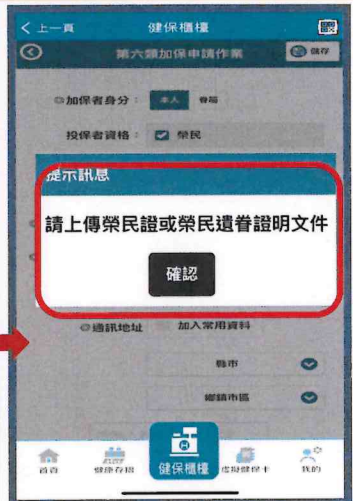 上一頁 健保櫃檯
第六類加保申請作業 儲存
加保者身分： 本人 眷屬
投保者資格： 榮民
提示訊息
請上傳榮民證或榮民遺眷證明文件
確認
通訊地址 加入常用資料
縣市
鄉鎮市區
首頁 健康存摺 健保櫃檯 虛擬健保卡 我的